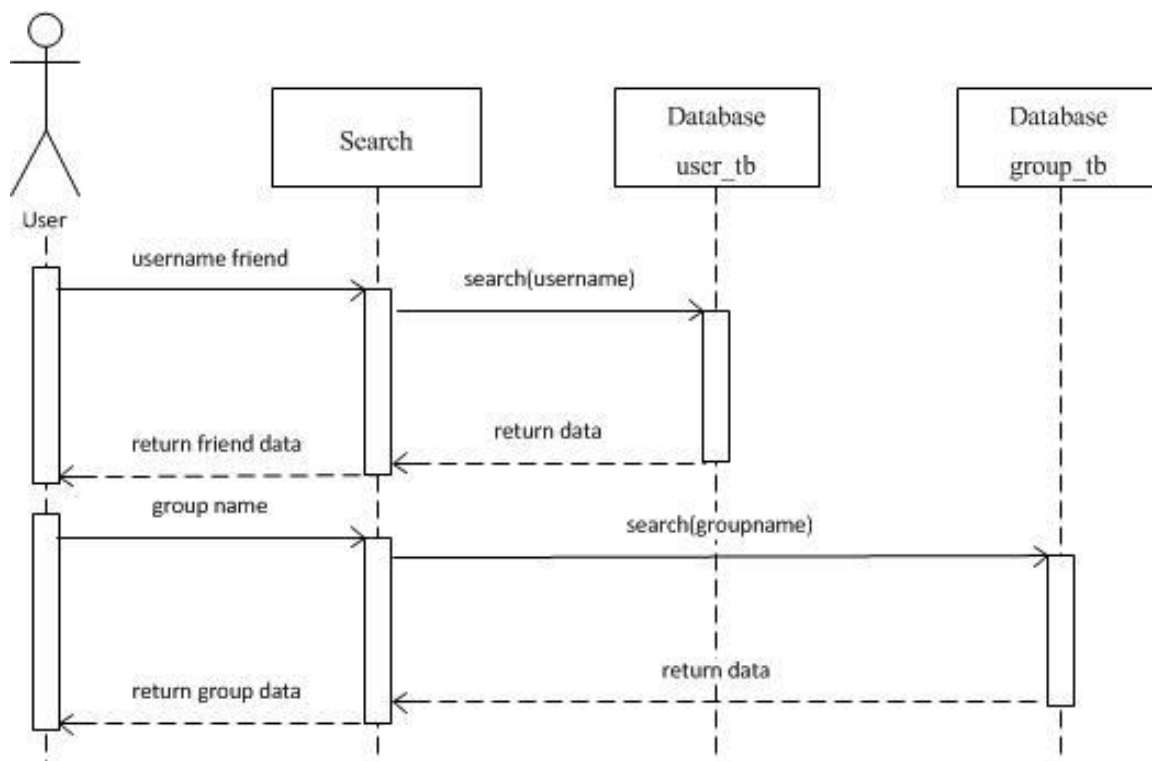 Search
Database
user_tb
Database
group_tb
User
username friend
search(username)
return data
return friend data
group name
search(groupname)
return data
return group data